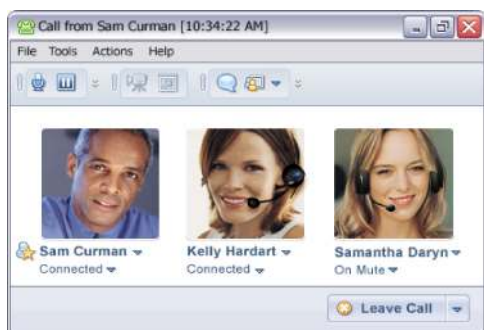 Call from Sam Curman [10:34:22 AM]
File Tools Actions Help
Sam Curman
Connected
Kelly Hardart
Connected
Samantha Daryn
On Mute
Leave Call